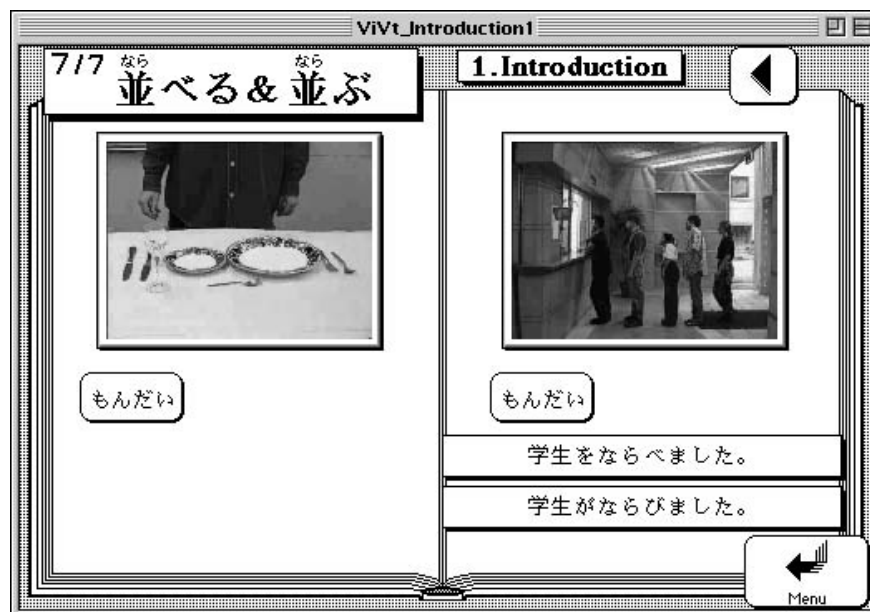 ViVt_Introduction1
7/7
なら なら
並べる&並ぶ
1.Introduction
もんだい
もんだい
学生をならべました。
学生がならびました。
Menu